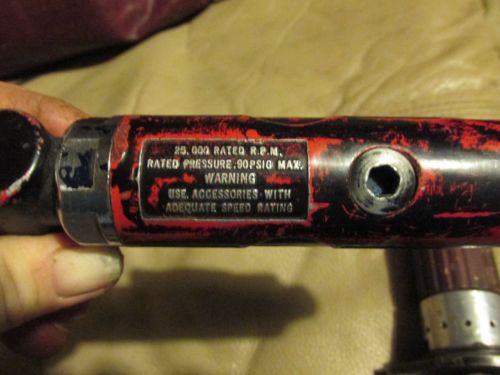 25,000 RATED R.P.M.
RATED PRESSURE, 90PSIG MAX.
WARNING
USE ACCESSORIES WITH
ADEQUATE SPEED RATING